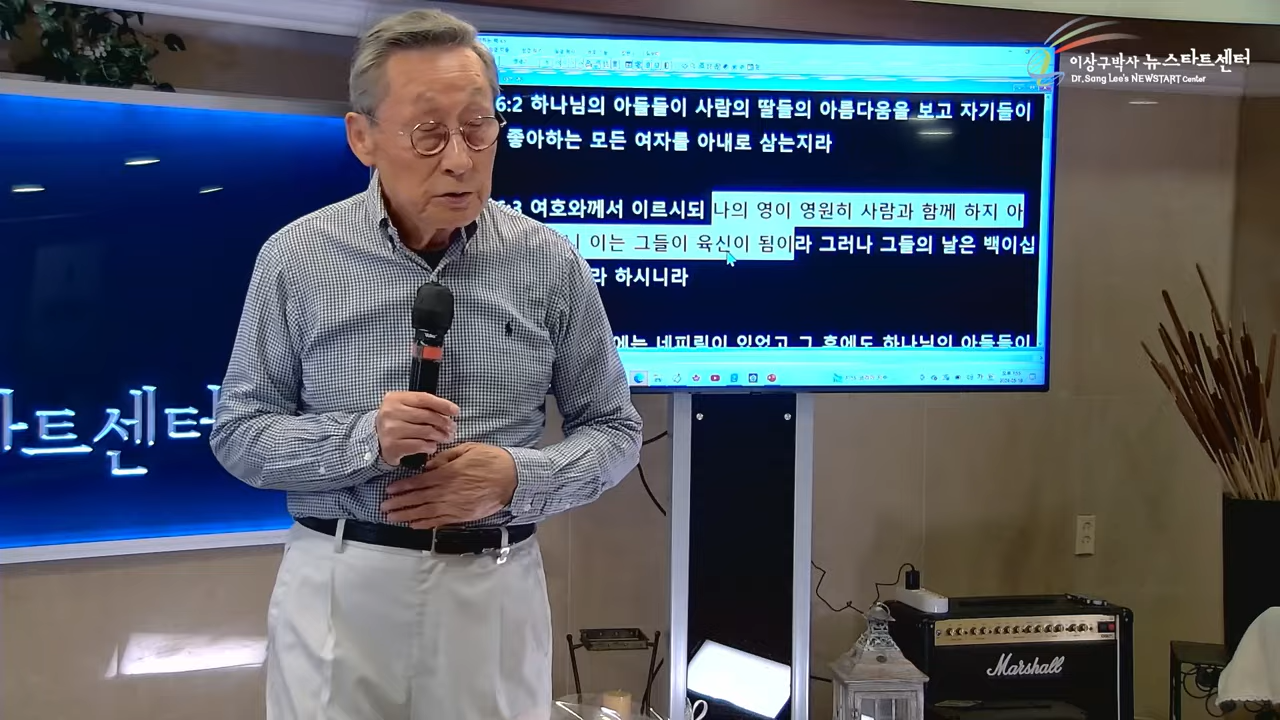 이상구박사 뉴스타트센터
Dr. Sang Lee's NEWSTART Center
6:2 하나님의 아들들이 사람의 딸들의 아름다움을 보고 자기들이
좋아하는 모든 여자를 아내로 삼는지라
:3 여호와께서 이르시되 나의 영이 영원히 사람과 함께 하지 아
니 이는 그들이 육신이 됨이라 그러나 그들의 날은 백이십
라 하시니라
에는 네피림이 있었고 그 후에도 하나님의 아들들이
트센터
Marshall